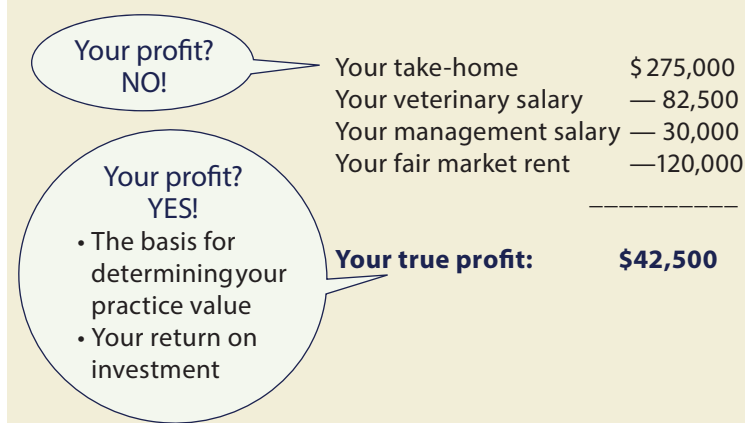 Your profit?
NO!
Your take-home $275,000
Your veterinary salary — 82,500
Your management salary — 30,000
Your fair market rent —120,000
__________
Your profit?
YES!
• The basis for
determiningyour
practice value
• Your return on
investment
Your true profit: $42,500